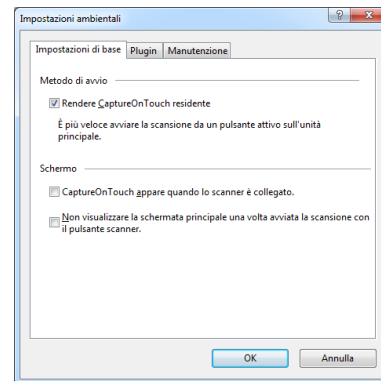 Impostazioni ambientali
Impostazioni di base Plugin Manutenzione
Metodo di avvio
Rendere CaptureOnTouch residente
È più veloce avviare la scansione da un pulsante attivo sull'unità
principale.
Schermo
CaptureOnTouch appare quando lo scanner è collegato.
Non visualizzare la schermata principale una volta avviata la scansione con
il pulsante scanner.
OK Annulla